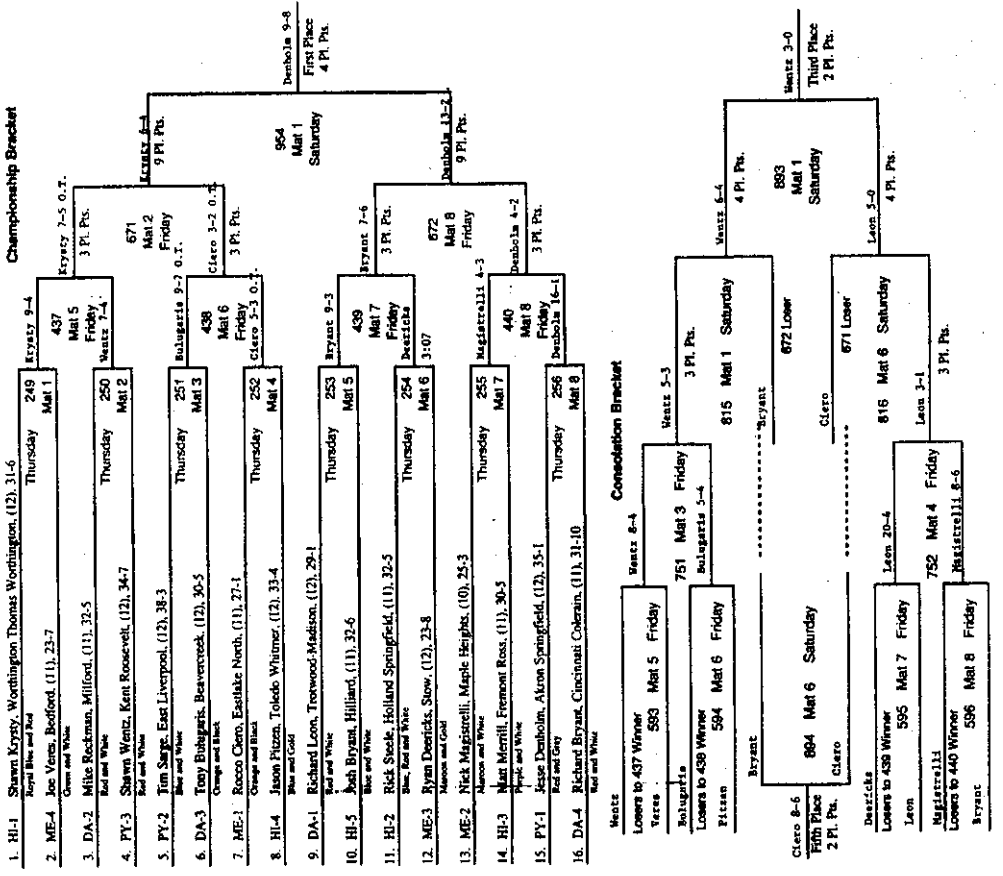 Championship Bracket
1. HI-1 Shawn Krysty, Worthington Thomas Worthington, (12), 31-6
Royal Blue and Red
Thursday 249
Mat 1
Krysty 9-4
2. ME-4 Joe Veres, Bedford, (11), 23-7
Green and White
437
Mat 5
Friday
Krysty 7-5 O.T.
3 Pl. Pts.
3. DA-2 Mike Reckman, Milford, (11), 32-5
Red and White
Thursday 250
Mat 2
Wentz 7-4
4. PY-3 Shawn Wentz, Kent Roosevelt, (12), 34-7
Red and White
671
Mat 2
Friday
Krysty 6-4
9 Pl. Pts.
5. PY-2 Tim Sarge, East Liverpool, (12), 38-3
Blue and White
Thursday 251
Mat 3
Bulugaris 9-7 O.T.
6. DA-3 Tony Bulugaris, Beavercreek, (12), 30-5
Orange and Black
438
Mat 6
Friday
Ciero 3-2 O.T.
3 Pl. Pts.
7. ME-1 Rocco Ciero, Eastlake North, (11), 27-1
Orange and Black
Thursday 252
Mat 4
Ciero 5-3 O.T.
8. HI-4 Jason Pitzen, Toledo Whitmer, (12), 33-4
Blue and Gold
954
Mat 1
Saturday
Denholm 9-8
First Place
4 Pl. Pts.
9. DA-1 Richard Leon, Trotwood-Madison, (12), 29-1
Red and White
Thursday 253
Mat 5
Bryant 9-3
10. HI-5 Josh Bryant, Hilliard, (11), 32-6
Blue and White
439
Mat 7
Friday
Bryant 7-6
3 Pl. Pts.
11. HI-2 Rick Steele, Holland Springfield, (11), 32-5
Blue, Red and White
Thursday 254
Mat 6
Deericks
3:07
12. ME-3 Ryan Deericks, Stow, (12), 23-8
Maroon and Gold
672
Mat 8
Friday
Denholm 13-2
9 Pl. Pts.
13. ME-2 Nick Magistrelli, Maple Heights, (10), 25-3
Maroon and White
Thursday 255
Mat 7
Magistrelli 4-3
14. HI-3 Matt Merrill, Fremont Ross, (11), 30-5
Purple and White
440
Mat 8
Friday
Denholm 4-2
3 Pl. Pts.
15. PY-1 Jesse Denholm, Akron Springfield, (12), 35-1
Red and Grey
Thursday 256
Mat 8
Denholm 16-1
16. DA-4 Richard Bryant, Cincinnati Colerain, (11), 31-10
Red and White
Consolation Bracket
Wentz
Losers to 437 Winner
593 Mat 5 Friday
Veres
Wentz 8-4
751 Mat 3 Friday
Wentz 5-3
3 Pl. Pts.
Bulugaris
Losers to 438 Winner
594 Mat 6 Friday
Pitzen
Bulugaris 5-4
815 Mat 1 Saturday
Wentz 6-4
4 Pl. Pts.
Bryant
672 Loser
Bryant
894 Mat 6 Saturday
Ciero
Ciero 8-6
Fifth Place
2 Pl. Pts.
893
Mat 1
Saturday
Wentz 3-0
Third Place
2 Pl. Pts.
Ciero
671 Loser
816 Mat 6 Saturday
Leon 5-0
4 Pl. Pts.
Deericks
Losers to 439 Winner
595 Mat 7 Friday
Leon
Leon 20-4
752 Mat 4 Friday
Leon 3-1
3 Pl. Pts.
Magistrelli
Losers to 440 Winner
596 Mat 8 Friday
Bryant
Magistrelli 8-6